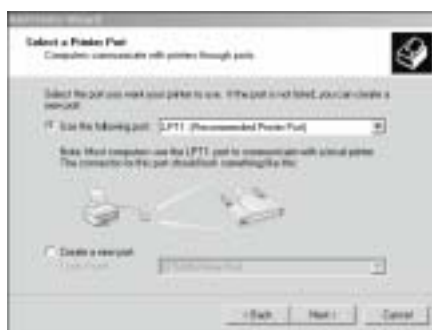 Add Printer Wizard
Select a Printer Port
Computers communicate with printers through ports.
Select the port you want your printer to use. If the port is not listed, you can create a
new port.
Use the following port: LPT1: (Recommended Printer Port)
Note: Most computers use the LPT1: port to communicate with a local printer.
The connector for this port should look something like this:
Create a new port:
< Back
Next >
Cancel